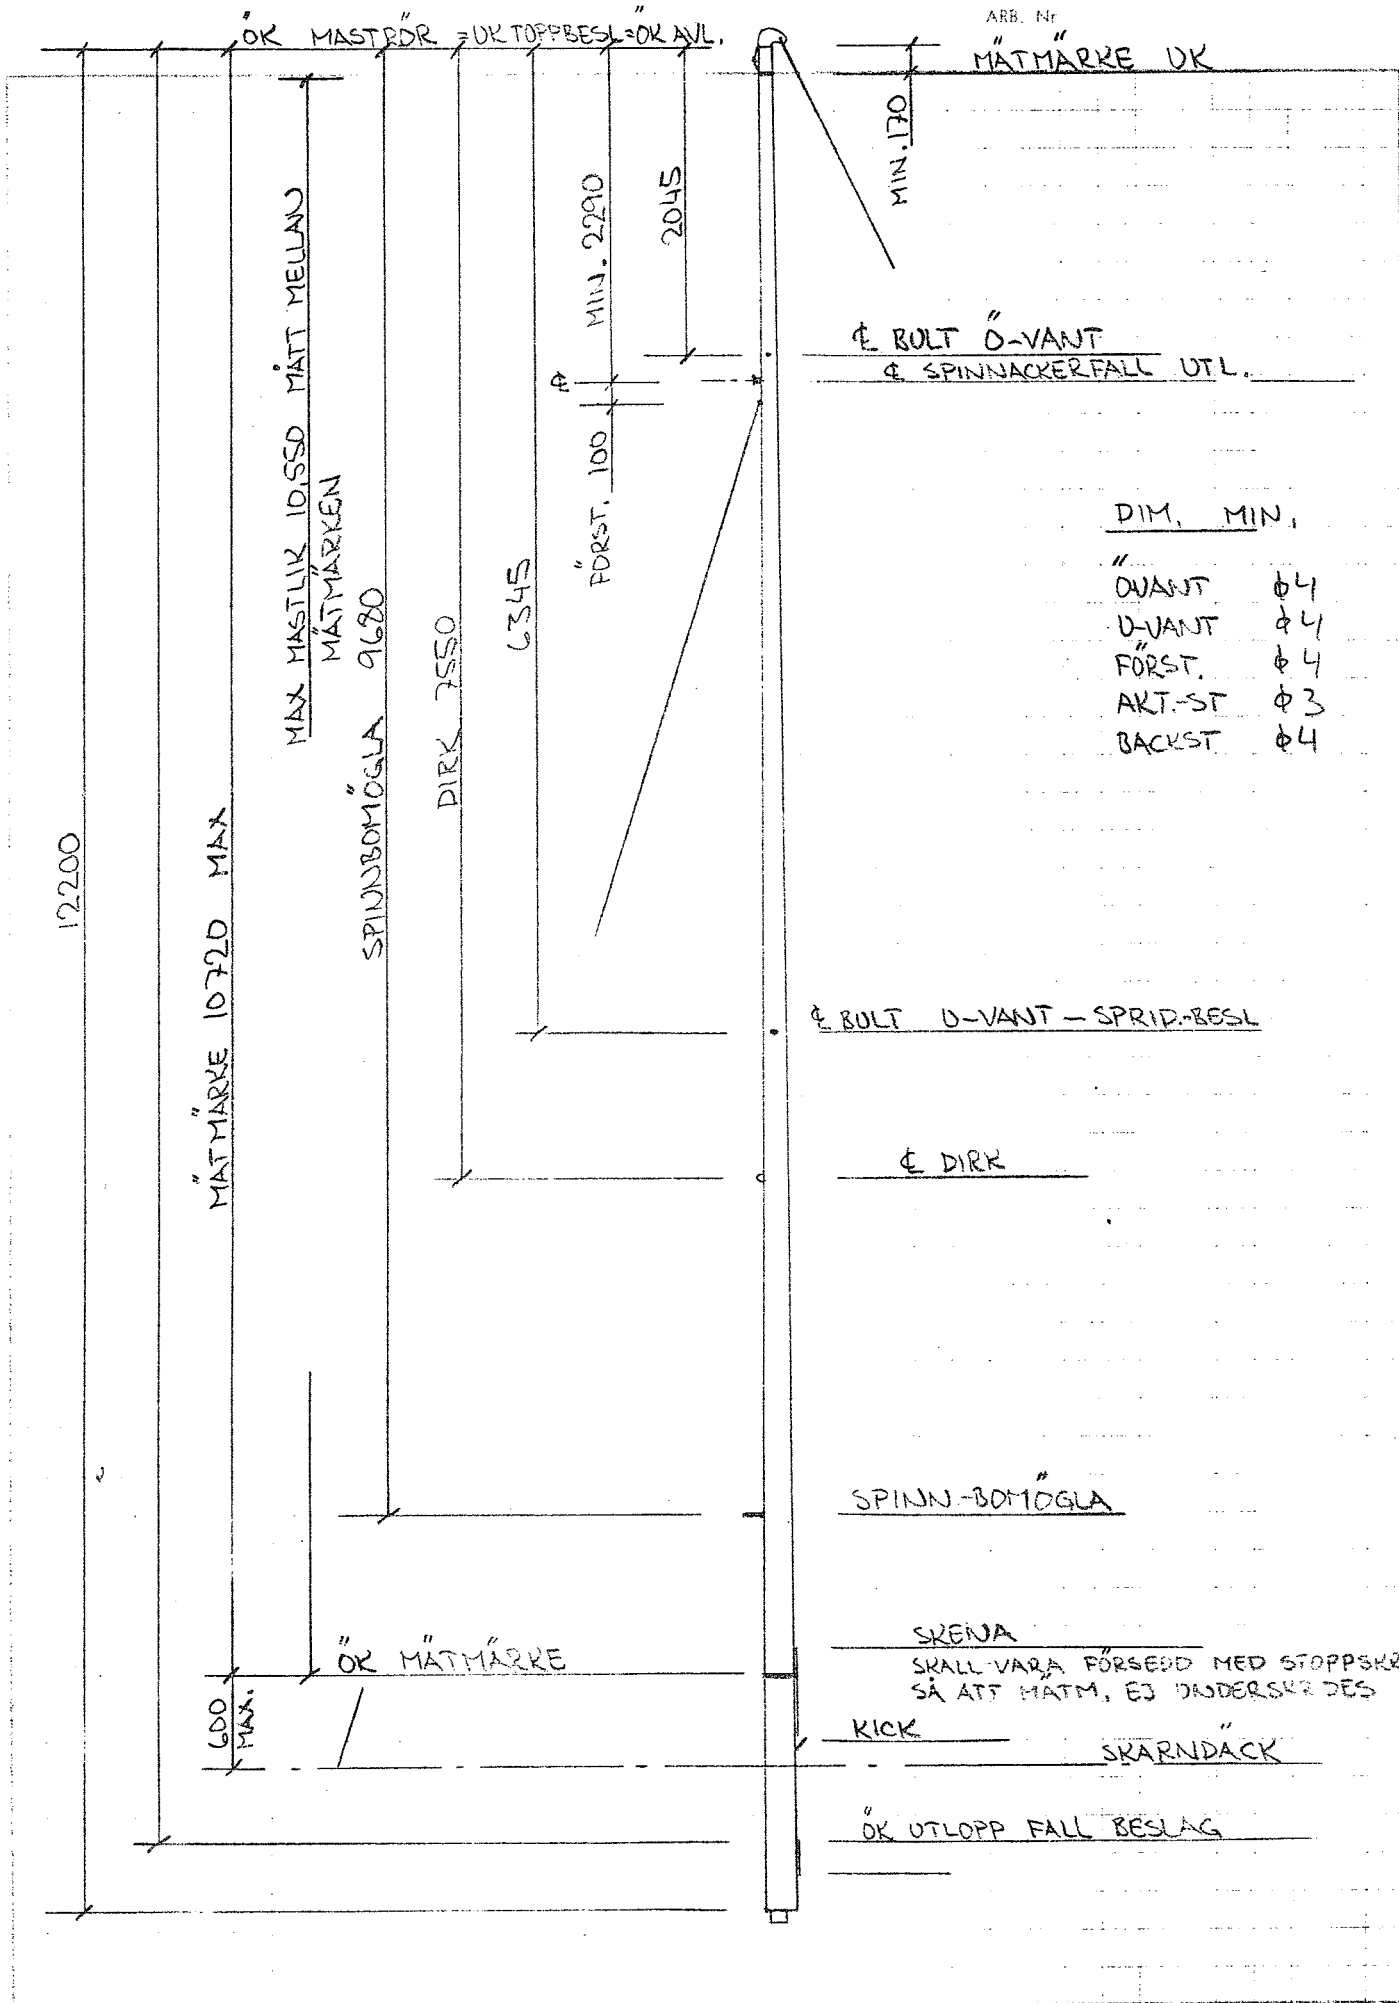 ARB. Nr
ÖK MASTRÖR = UK TOPPBESL = ÖK AVL.
MÄTMÄRKE UK
MIN. 170
2045
MIN. 2290
FÖRST. 100
6345
DIRK 7550
SPINNBOMÖGLA 9680
MAX MASTLIK 10.550 MÄTT MELLAN
MÄTMÄRKEN
MÄTMÄRKE 10720 MAX
12200
℄ BULT Ö-VANT
℄ SPINNACKERFALL UTL.
℄
DIM. MIN.
ÖVANT ϕ4
U-VANT ϕ4
FÖRST. ϕ4
AKT.-ST ϕ3
BACKST ϕ4
℄ BULT U-VANT - SPRID.-BESL
℄ DIRK
SPINN.-BOMÖGLA
SKENA
SKALL VARA FÖRSEDD MED STOPPSKR
SÅ ATT MÄTM. EJ
ÖK MÄTMÄRKE
600
MAX.
KICK
SKARNDÄCK
ÖK UTLOPP FALL BESLAG